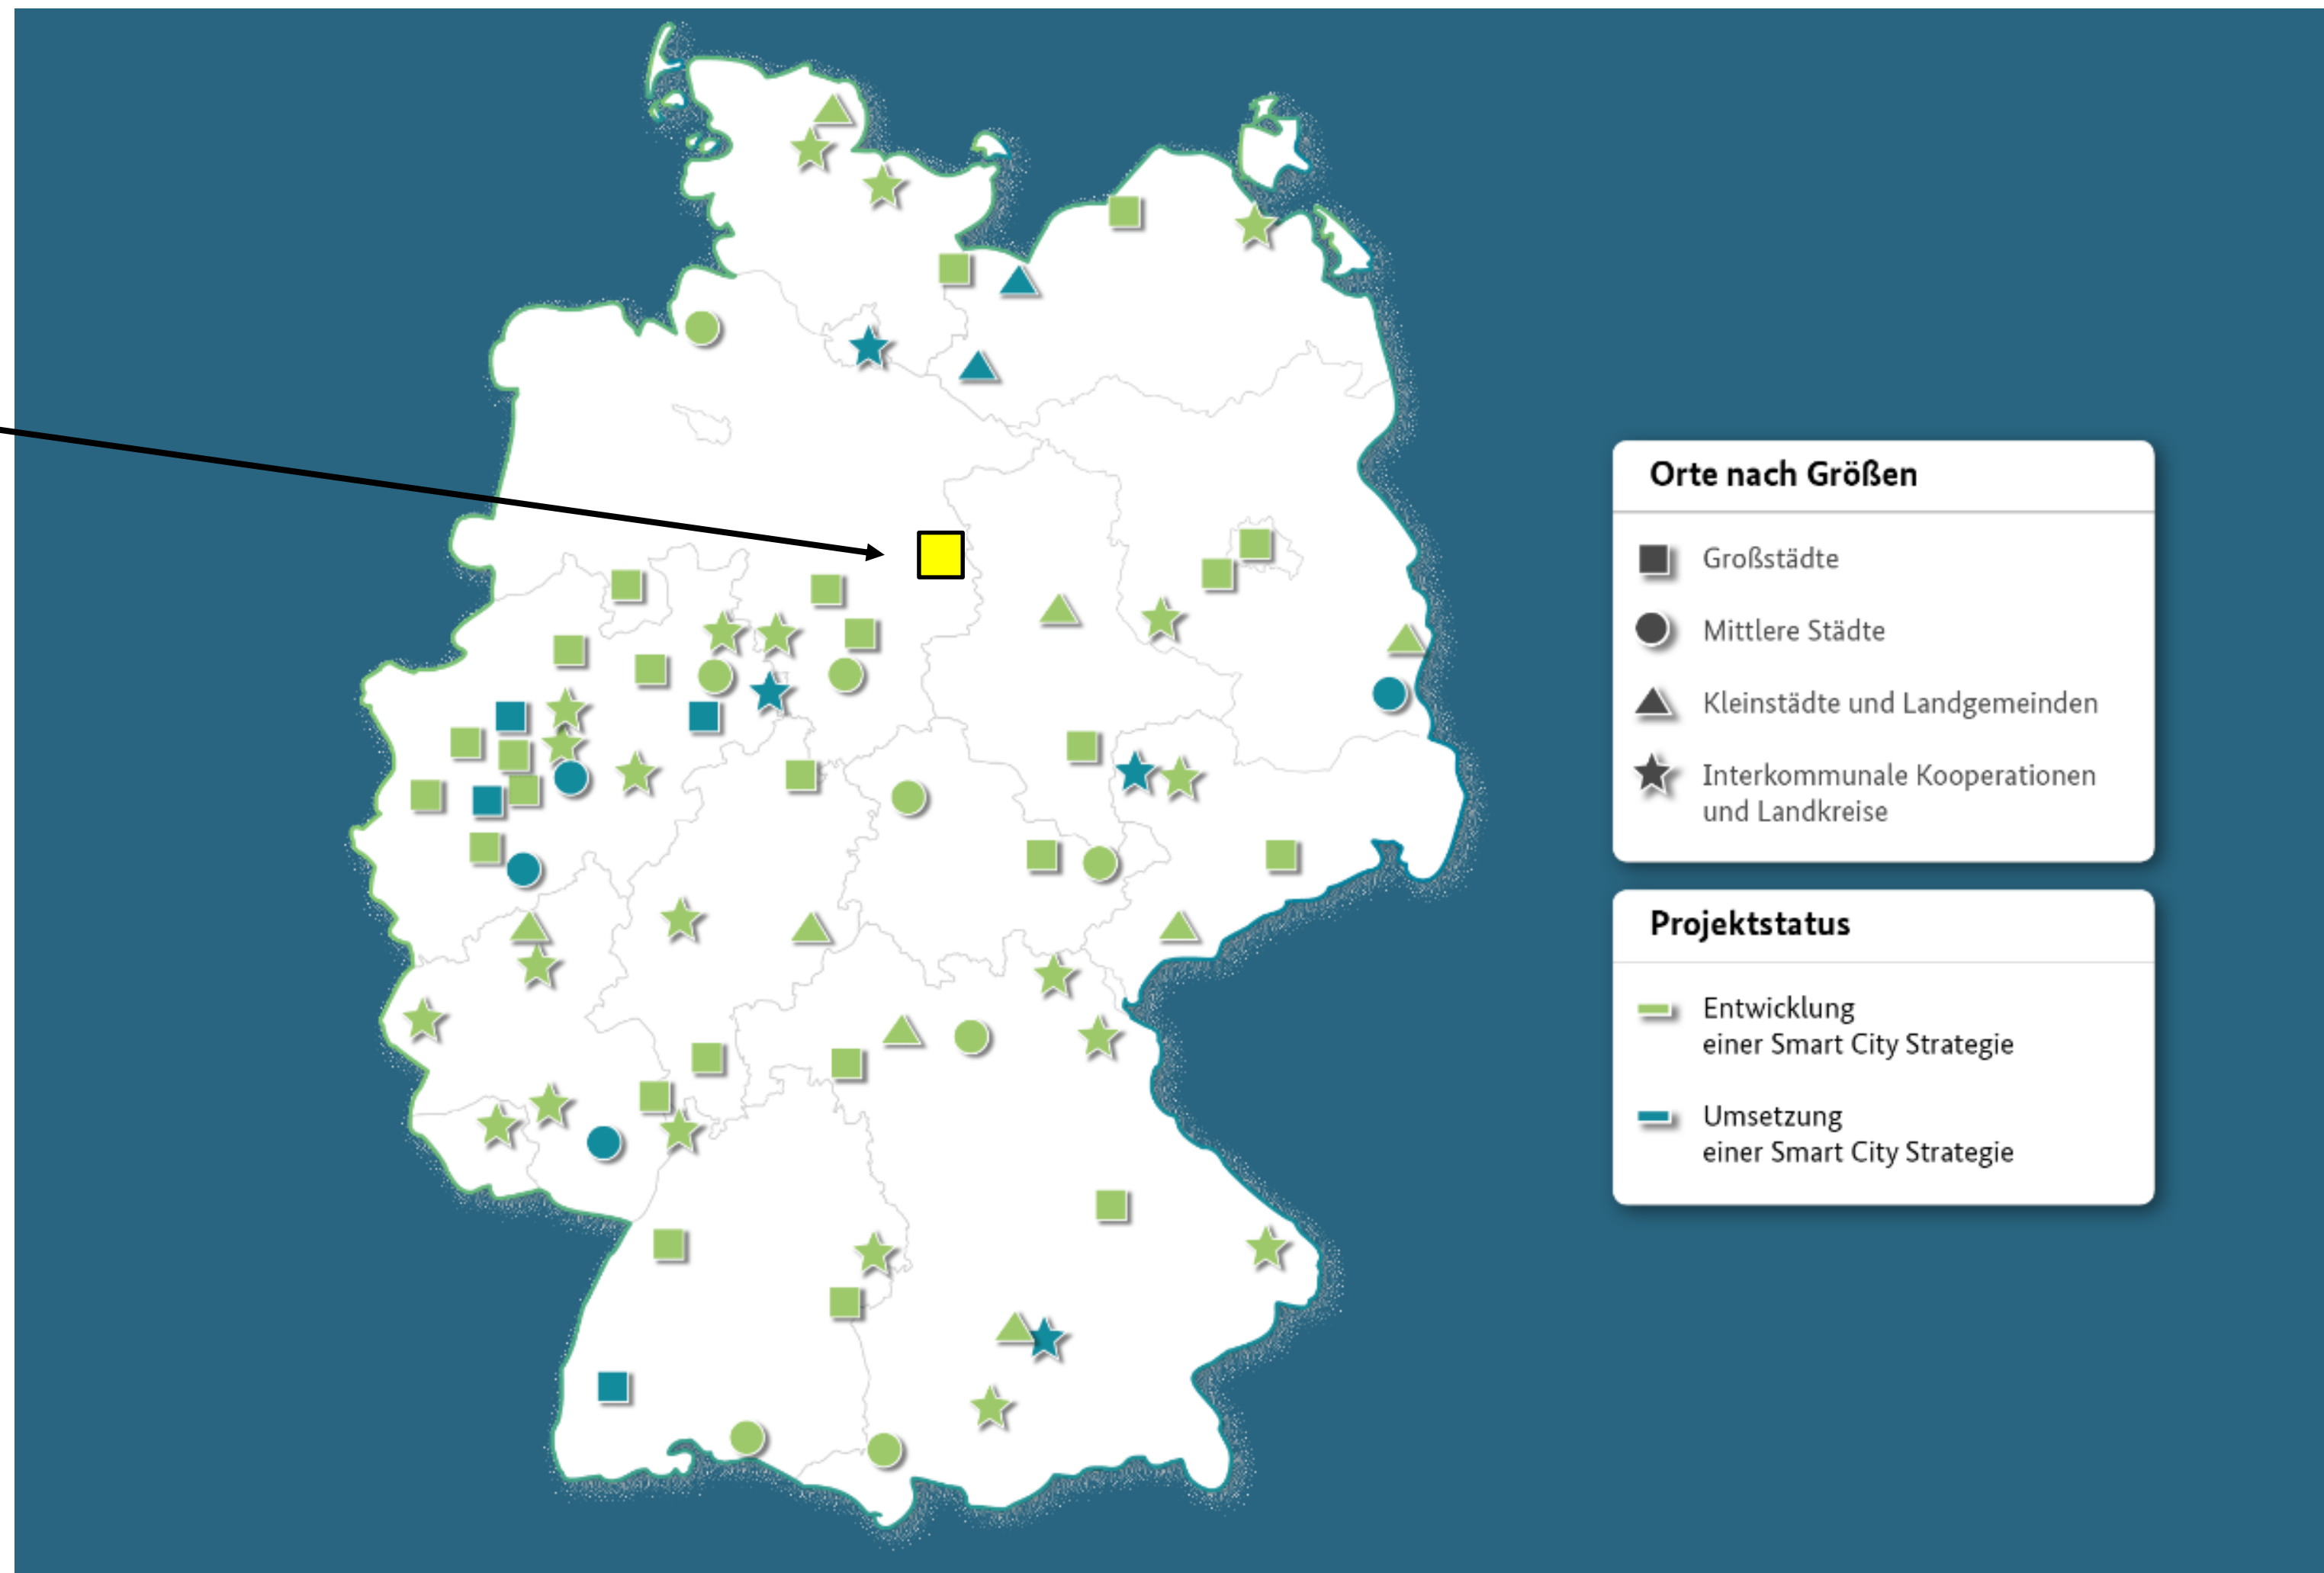 Orte nach Größen
Großstädte
Mittlere Städte
Kleinstädte und Landgemeinden
Interkommunale Kooperationen
und Landkreise
Projektstatus
Entwicklung
einer Smart City Strategie
Umsetzung
einer Smart City Strategie